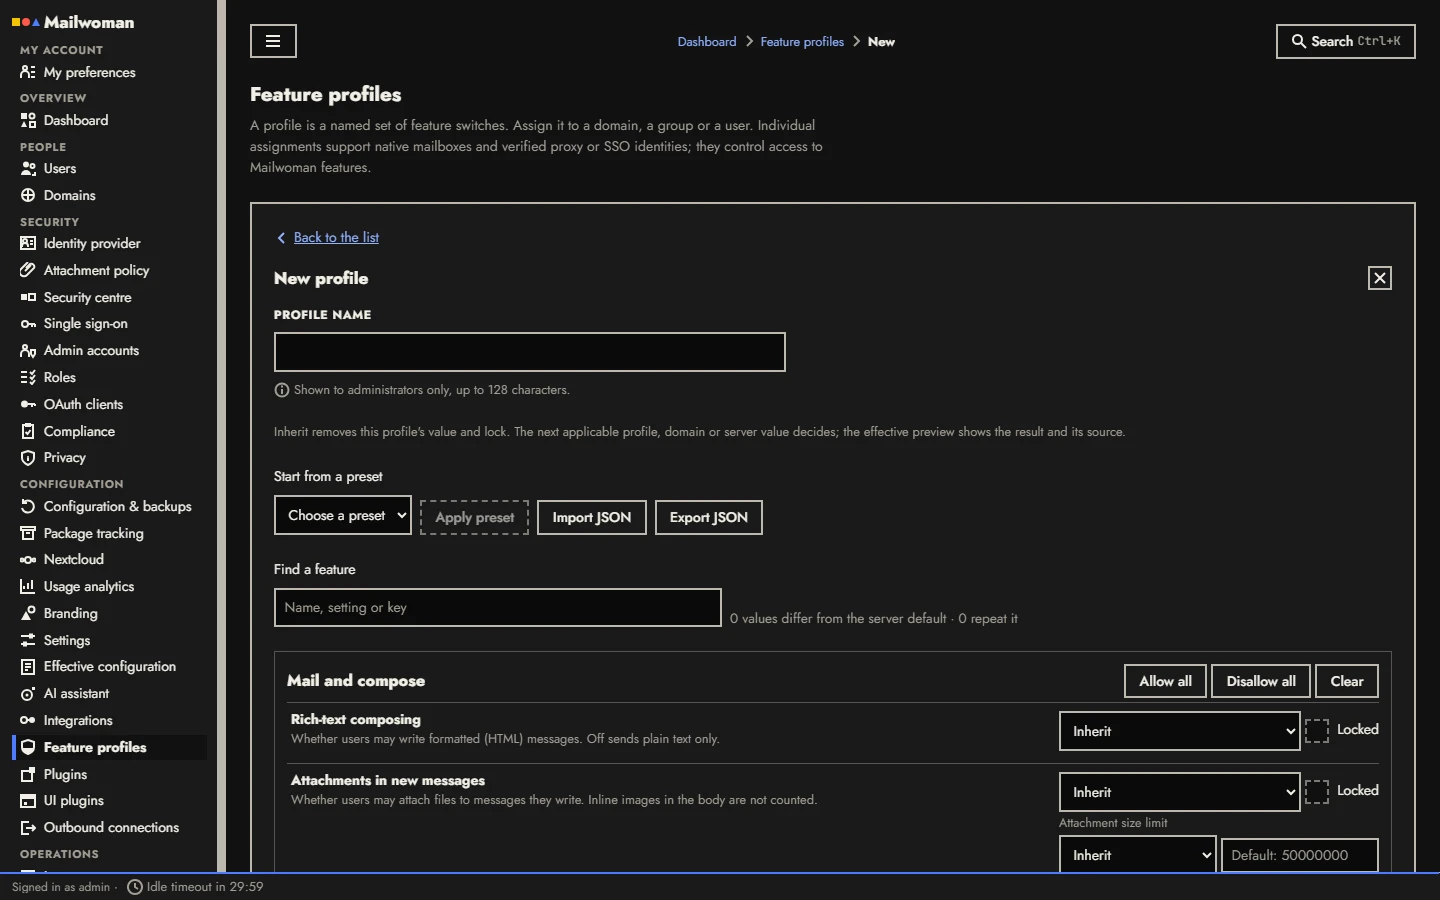 Mailwoman
MY ACCOUNT
My preferences
OVERVIEW
Dashboard
PEOPLE
Users
Domains
SECURITY
Identity provider
Attachment policy
Security centre
Single sign-on
Admin accounts
Roles
OAuth clients
Compliance
Privacy
CONFIGURATION
Configuration & backups
Package tracking
Nextcloud
Usage analytics
Branding
Settings
Effective configuration
AI assistant
Integrations
Feature profiles
Plugins
UI plugins
Outbound connections
OPERATIONS
Dashboard > Feature profiles > New
Search Ctrl+K
Feature profiles
A profile is a named set of feature switches. Assign it to a domain, a group or a user. Individual
assignments support native mailboxes and verified proxy or SSO identities; they control access to
Mailwoman features.
Back to the list
New profile
PROFILE NAME
Shown to administrators only, up to 128 characters.
Inherit removes this profile's value and lock. The next applicable profile, domain or server value decides; the effective preview shows the result and its source.
Start from a preset
Choose a preset Apply preset Import JSON Export JSON
Find a feature
Name, setting or key 0 values differ from the server default · 0 repeat it
Mail and compose Allow all Disallow all Clear
Rich-text composing
Whether users may write formatted (HTML) messages. Off sends plain text only.
Inherit Locked
Attachments in new messages
Whether users may attach files to messages they write. Inline images in the body are not counted.
Inherit Locked
Attachment size limit
Inherit Default: 50000000
Signed in as admin · Idle timeout in 29:59